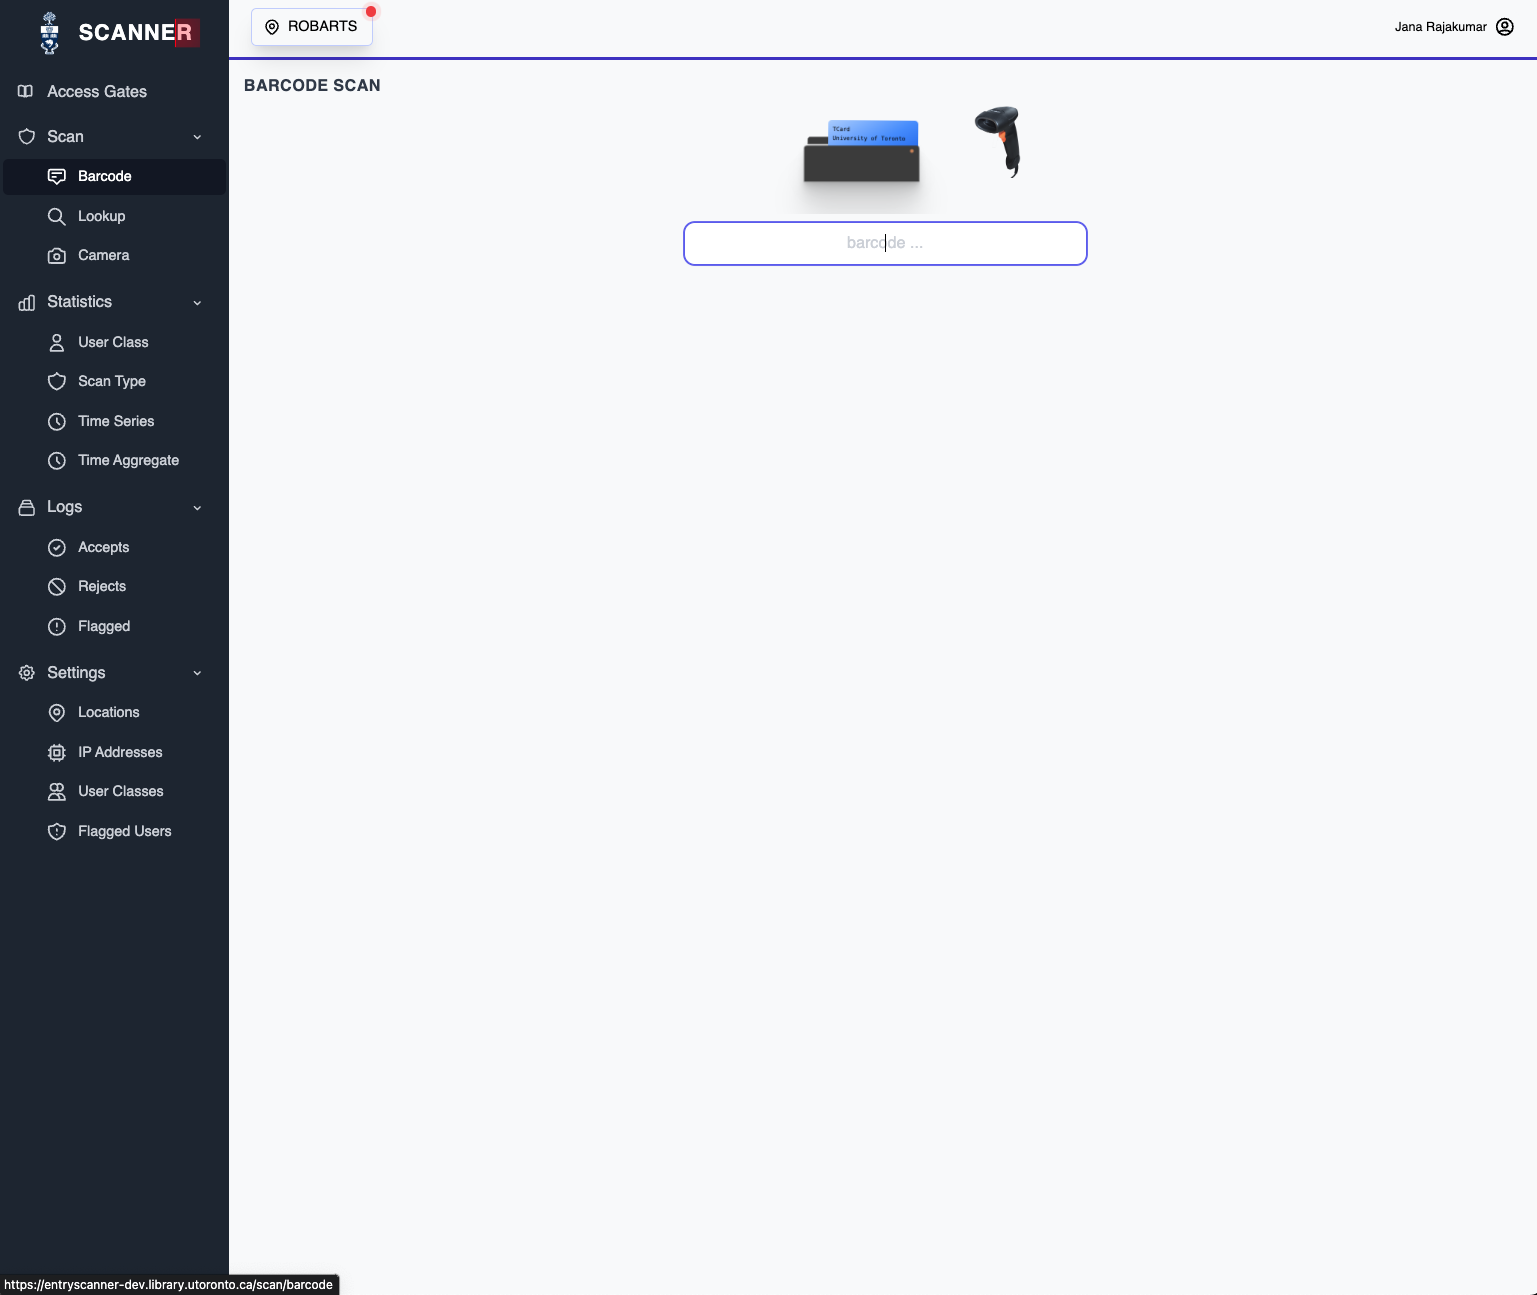 SCANNER
ROBARTS
Jana Rajakumar
Access Gates
Scan
Barcode
Lookup
Camera
Statistics
User Class
Scan Type
Time Series
Time Aggregate
Logs
Accepts
Rejects
Flagged
Settings
Locations
IP Addresses
User Classes
Flagged Users
BARCODE SCAN
TCard
University of Toronto
barcode ...
https://entryscanner-dev.library.utoronto.ca/scan/barcode